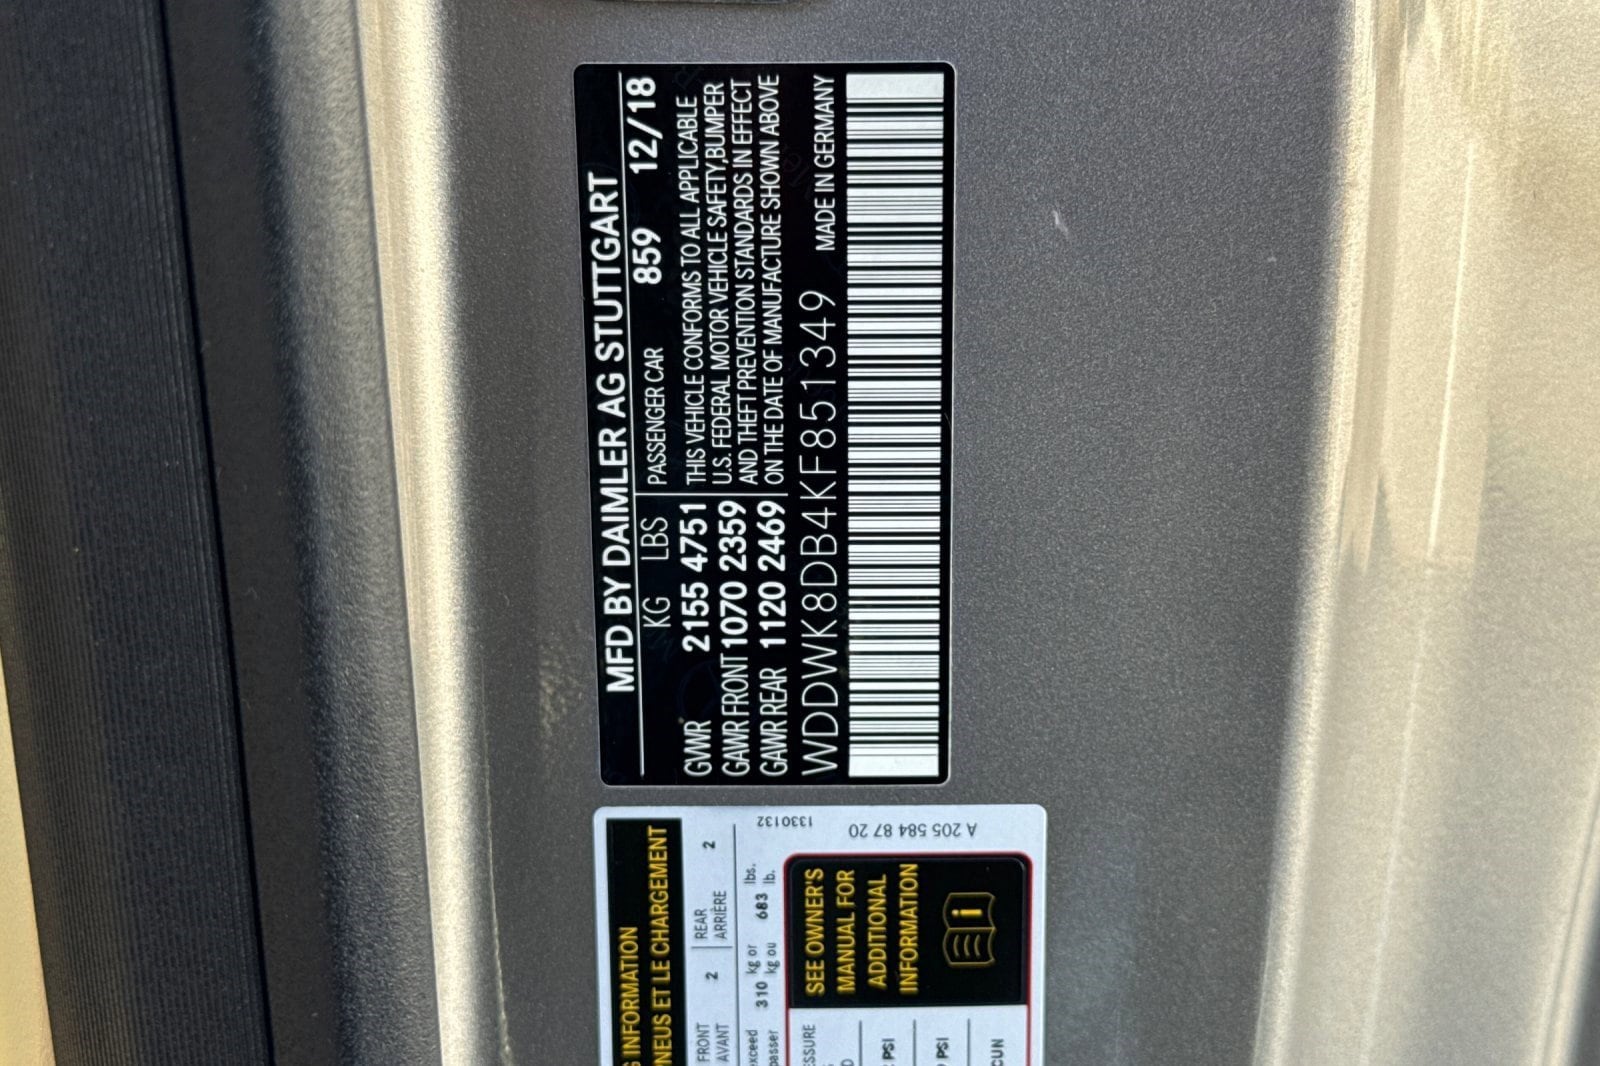 MFD BY DAIMLER AG STUTTGART
KG LBS PASSENGER CAR 859 12/18
GWR 2155 4751 THIS VEHICLE CONFORMS TO ALL APPLICABLE
U.S. FEDERAL MOTOR VEHICLE SAFETY,BUMPER
GAWR FRONT 1070 2359 AND THEFT PREVENTION STANDARDS IN EFFECT
GAWR REAR 1120 2469 ON THE DATE OF MANUFACTURE SHOWN ABOVE
WDDWK8DB4KF851349 MADE IN GERMANY
INFORMATION
PNEUS ET LE CHARGEMENT
FRONT 2 REAR 2
AVANT ARRIÈRE
exceed 310 kg or 683 lbs.
kg ou lb.
1330132
A 205 584 87 20
SEE OWNER'S
MANUAL FOR
ADDITIONAL
INFORMATION
PSI
PSI